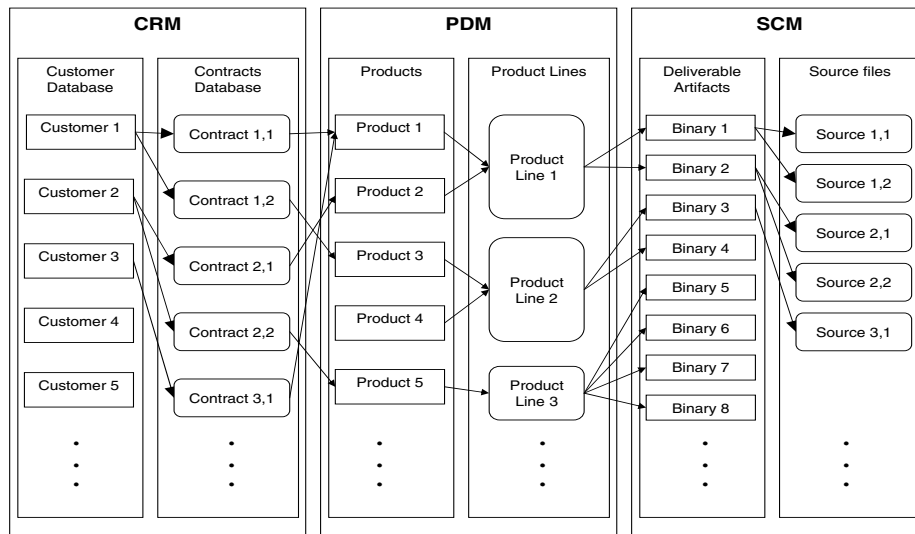 CRM
Customer
Database
Customer 1
Customer 2
Customer 3
Customer 4
Customer 5
Contracts
Database
Contract 1,1
Contract 1,2
Contract 2,1
Contract 2,2
Contract 3,1
PDM
Products
Product 1
Product 2
Product 3
Product 4
Product 5
Product Lines
Product
Line 1
Product
Line 2
Product
Line 3
SCM
Deliverable
Artifacts
Binary 1
Binary 2
Binary 3
Binary 4
Binary 5
Binary 6
Binary 7
Binary 8
Source files
Source 1,1
Source 1,2
Source 2,1
Source 2,2
Source 3,1